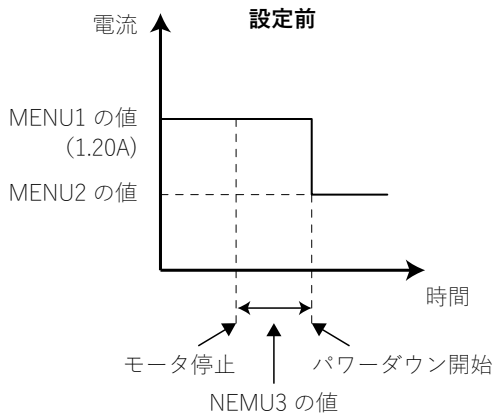 設定前
電流
MENU1 の値
(1.20A)
MENU2 の値
時間
モータ停止
パワーダウン開始
NEMU3 の値